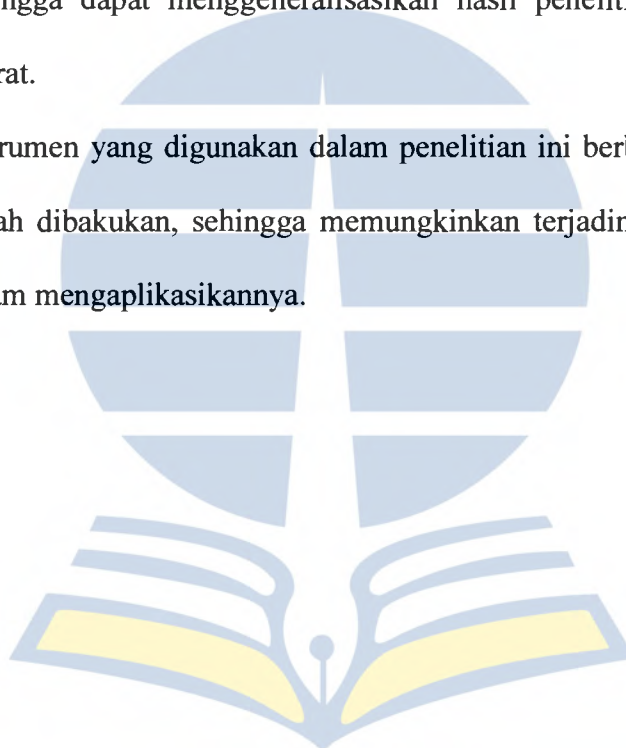 ngga dapat menggeneralisasikan hasil peneliti
rat.
rumen yang digunakan dalam penelitian ini ber
ah dibakukan, sehingga memungkinkan terjadin
am mengaplikasikannya.